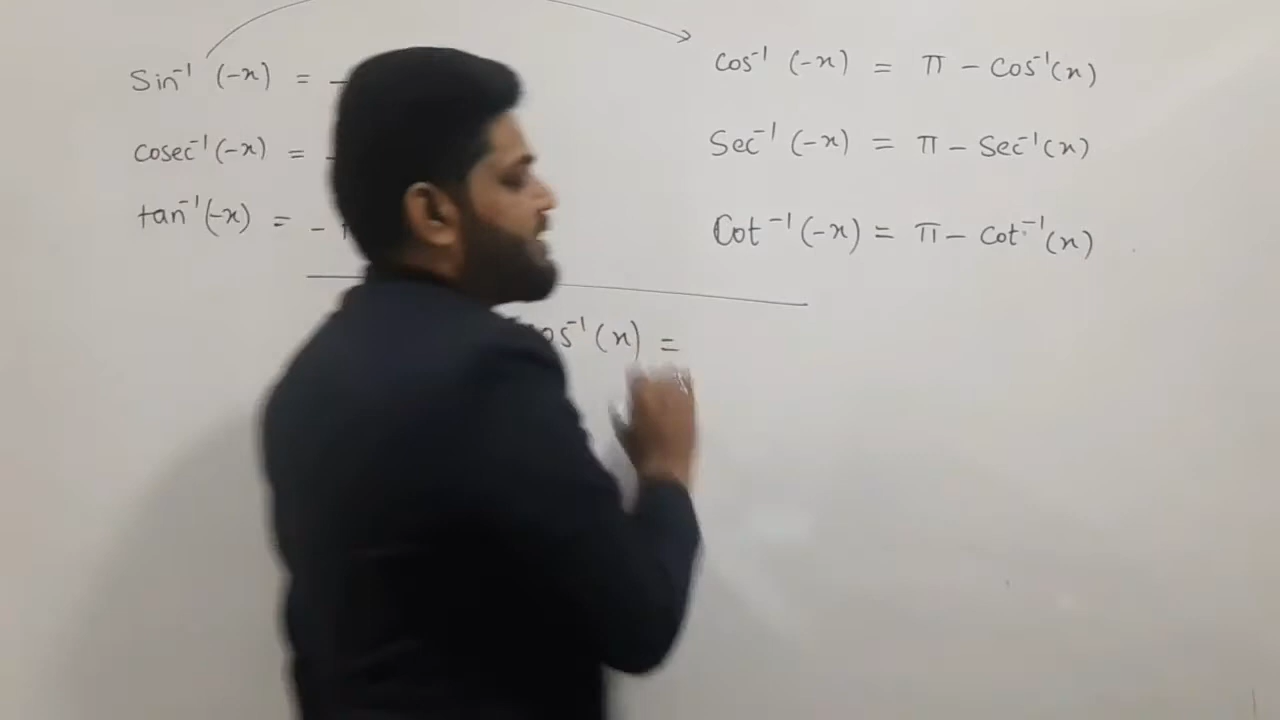 Sin⁻¹ (-x) = -
cosec⁻¹(-x) = -
tan⁻¹(-x) = -
cos⁻¹ (-x) = π - cos⁻¹(x)
Sec⁻¹ (-x) = π - Sec⁻¹(x)
Cot⁻¹(-x) = π - cot⁻¹(x)
os⁻¹(x) =